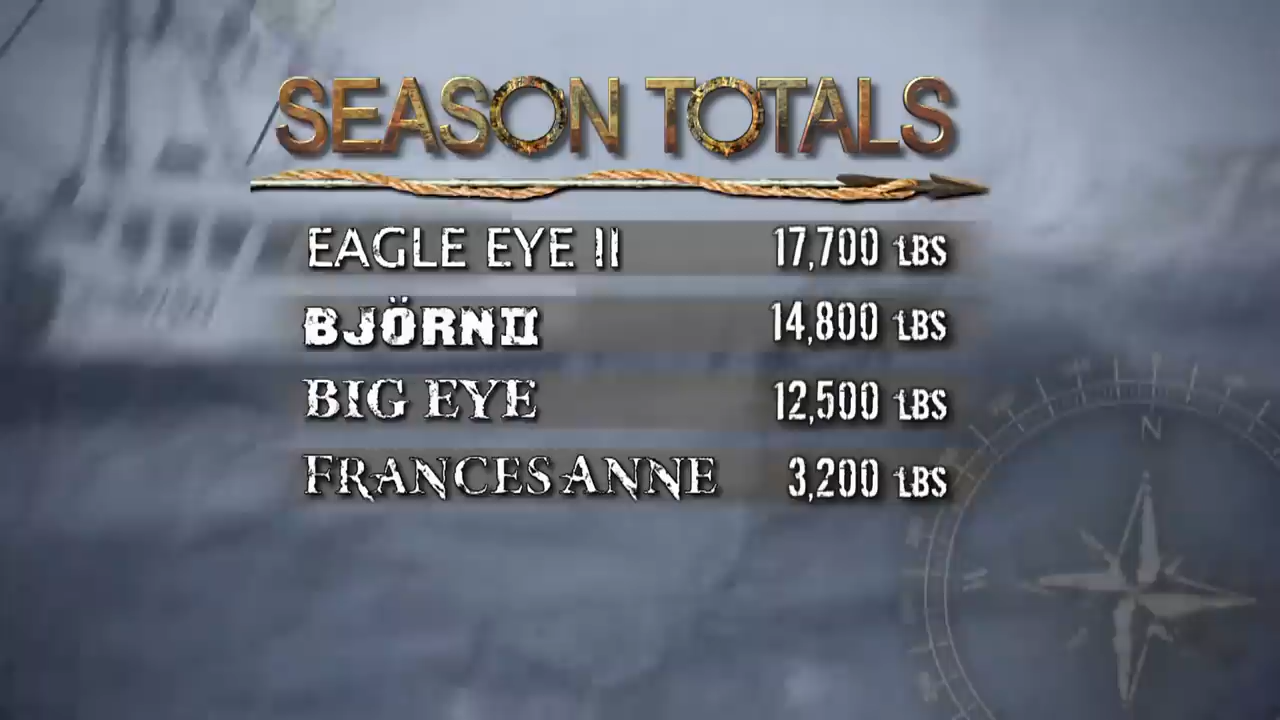 SEASON TOTALS
EAGLE EYE II 17,700 LBS
BJÖRN II 14,800 LBS
BIG EYE 12,500 LBS
FRANCES ANNE 3,200 LBS
N